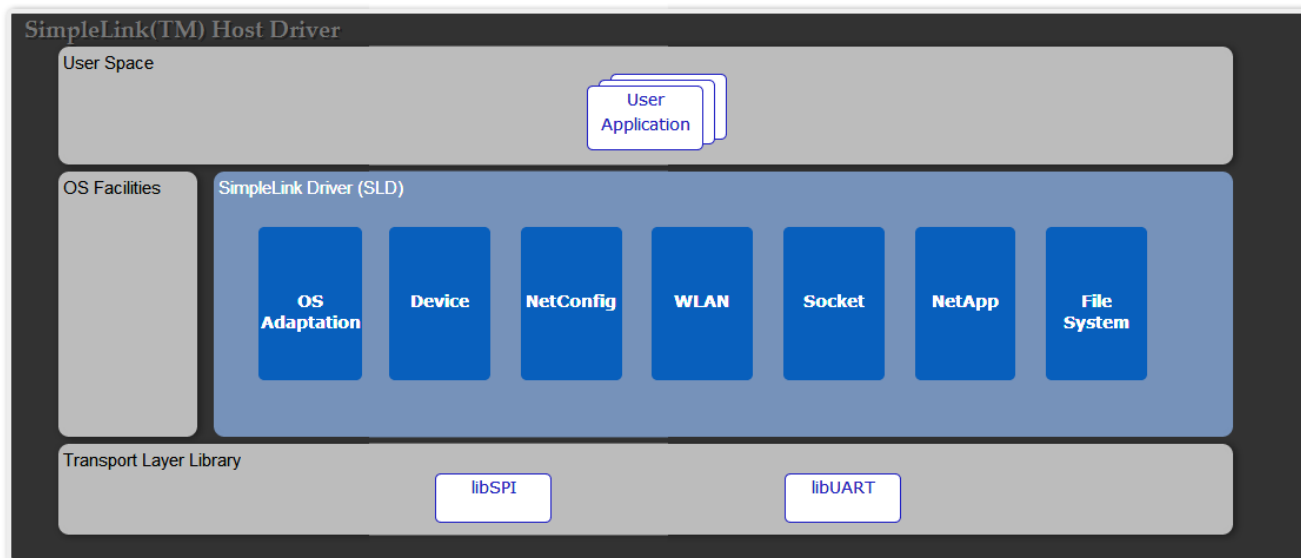 SimpleLink(TM) Host Driver
User Space
User
Application
OS Facilities
SimpleLink Driver (SLD)
OS
Adaptation
Device
NetConfig
WLAN
Socket
NetApp
File
System
Transport Layer Library
libSPI
libUART